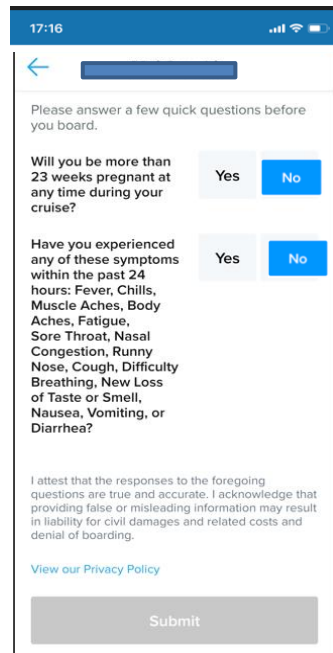 17:16
Please answer a few quick questions before
you board.
Will you be more than
23 weeks pregnant at
any time during your
cruise?
Yes
No
Have you experienced
any of these symptoms
within the past 24
hours: Fever, Chills,
Muscle Aches, Body
Aches, Fatigue,
Sore Throat, Nasal
Congestion, Runny
Nose, Cough, Difficulty
Breathing, New Loss
of Taste or Smell,
Nausea, Vomiting, or
Diarrhea?
Yes
No
I attest that the responses to the foregoing
questions are true and accurate. I acknowledge that
providing false or misleading information may result
in liability for civil damages and related costs and
denial of boarding.
View our Privacy Policy
Submit